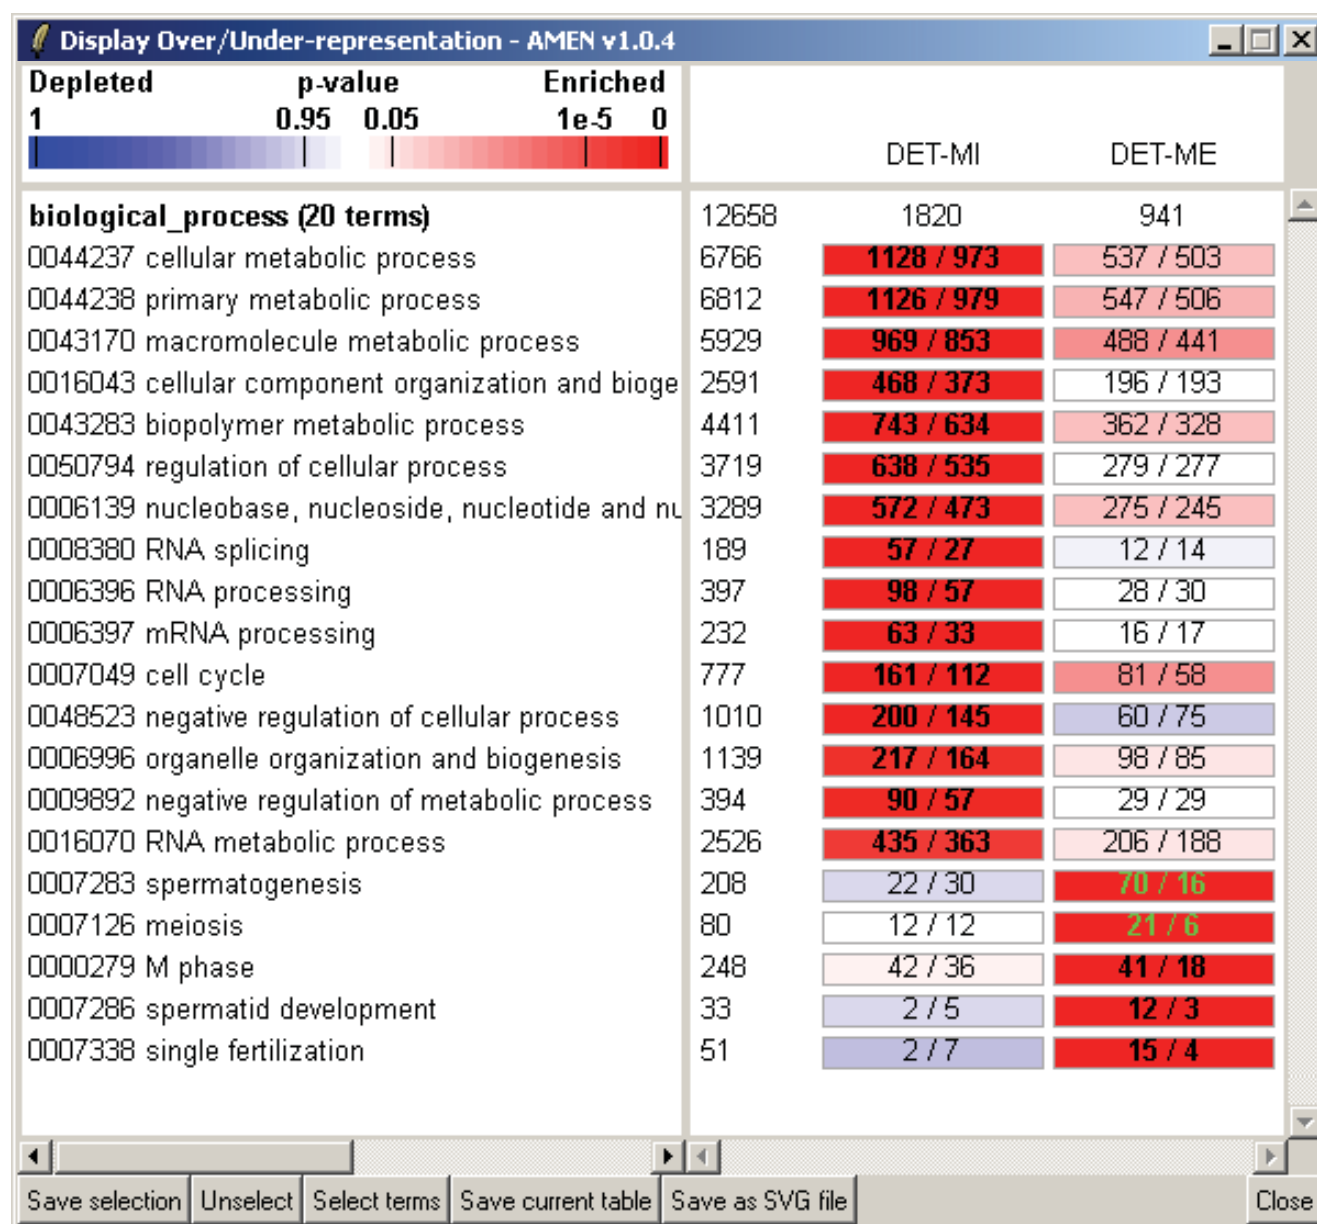 Display Over/Under-representation - AMEN v1.0.4
Depleted p-value Enriched
1 0.95 0.05 1e-5 0
DET-MI DET-ME
biological_process (20 terms) 12658 1820 941
0044237 cellular metabolic process 6766 1128 / 973 537 / 503
0044238 primary metabolic process 6812 1126 / 979 547 / 506
0043170 macromolecule metabolic process 5929 969 / 853 488 / 441
0016043 cellular component organization and bioge 2591 468 / 373 196 / 193
0043283 biopolymer metabolic process 4411 743 / 634 362 / 328
0050794 regulation of cellular process 3719 638 / 535 279 / 277
0006139 nucleobase, nucleoside, nucleotide and nu 3289 572 / 473 275 / 245
0008380 RNA splicing 189 57 / 27 12 / 14
0006396 RNA processing 397 98 / 57 28 / 30
0006397 mRNA processing 232 63 / 33 16 / 17
0007049 cell cycle 777 161 / 112 81 / 58
0048523 negative regulation of cellular process 1010 200 / 145 60 / 75
0006996 organelle organization and biogenesis 1139 217 / 164 98 / 85
0009892 negative regulation of metabolic process 394 90 / 57 29 / 29
0016070 RNA metabolic process 2526 435 / 363 206 / 188
0007283 spermatogenesis 208 22 / 30 70 / 16
0007126 meiosis 80 12 / 12 21 / 6
0000279 M phase 248 42 / 36 41 / 18
0007286 spermatid development 33 2 / 5 12 / 3
0007338 single fertilization 51 2 / 7 15 / 4
Save selection Unselect Select terms Save current table Save as SVG file Close